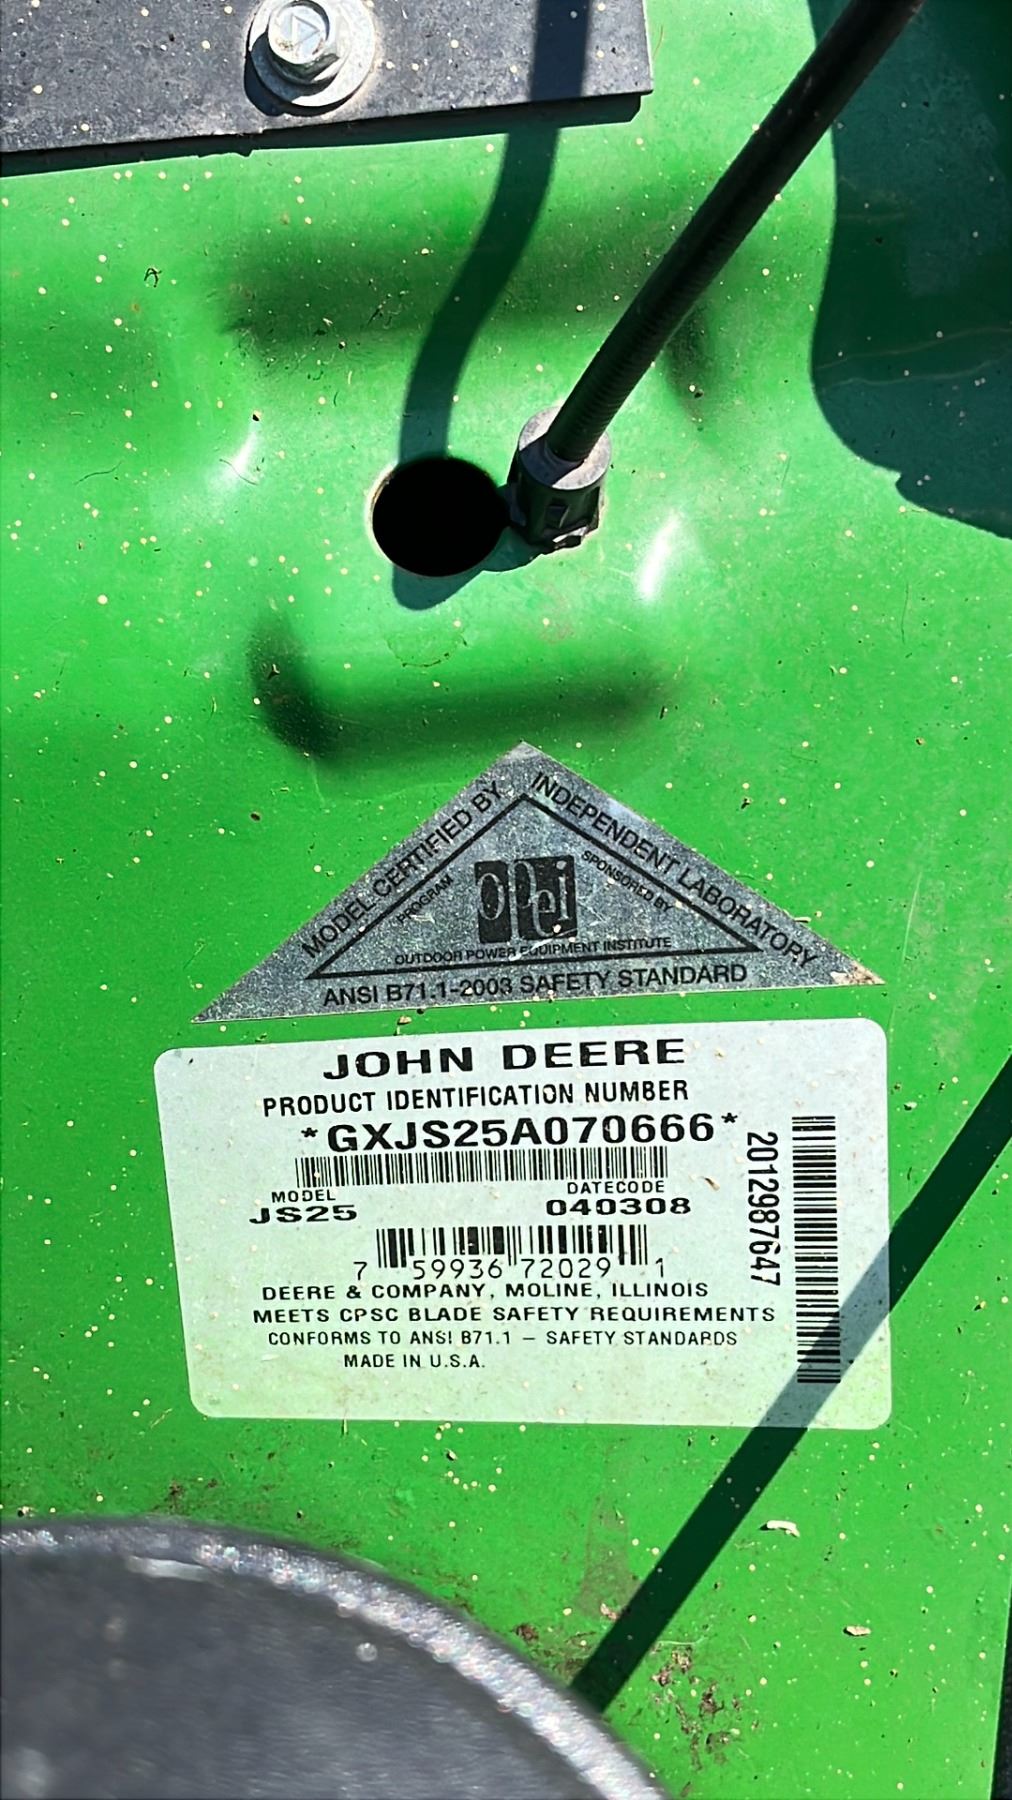 MODEL CERTIFIED BY INDEPENDENT LABORATORY
PROGRAM SPONSORED BY
opei
OUTDOOR POWER EQUIPMENT INSTITUTE
ANSI B71.1-2003 SAFETY STANDARD
JOHN DEERE
PRODUCT IDENTIFICATION NUMBER
*GXJS25A070666*
MODEL DATECODE
JS25 040308
7 59936 72029 1
DEERE & COMPANY, MOLINE, ILLINOIS
MEETS CPSC BLADE SAFETY REQUIREMENTS
CONFORMS TO ANSI B71.1 – SAFETY STANDARDS
MADE IN U.S.A.
2012987647